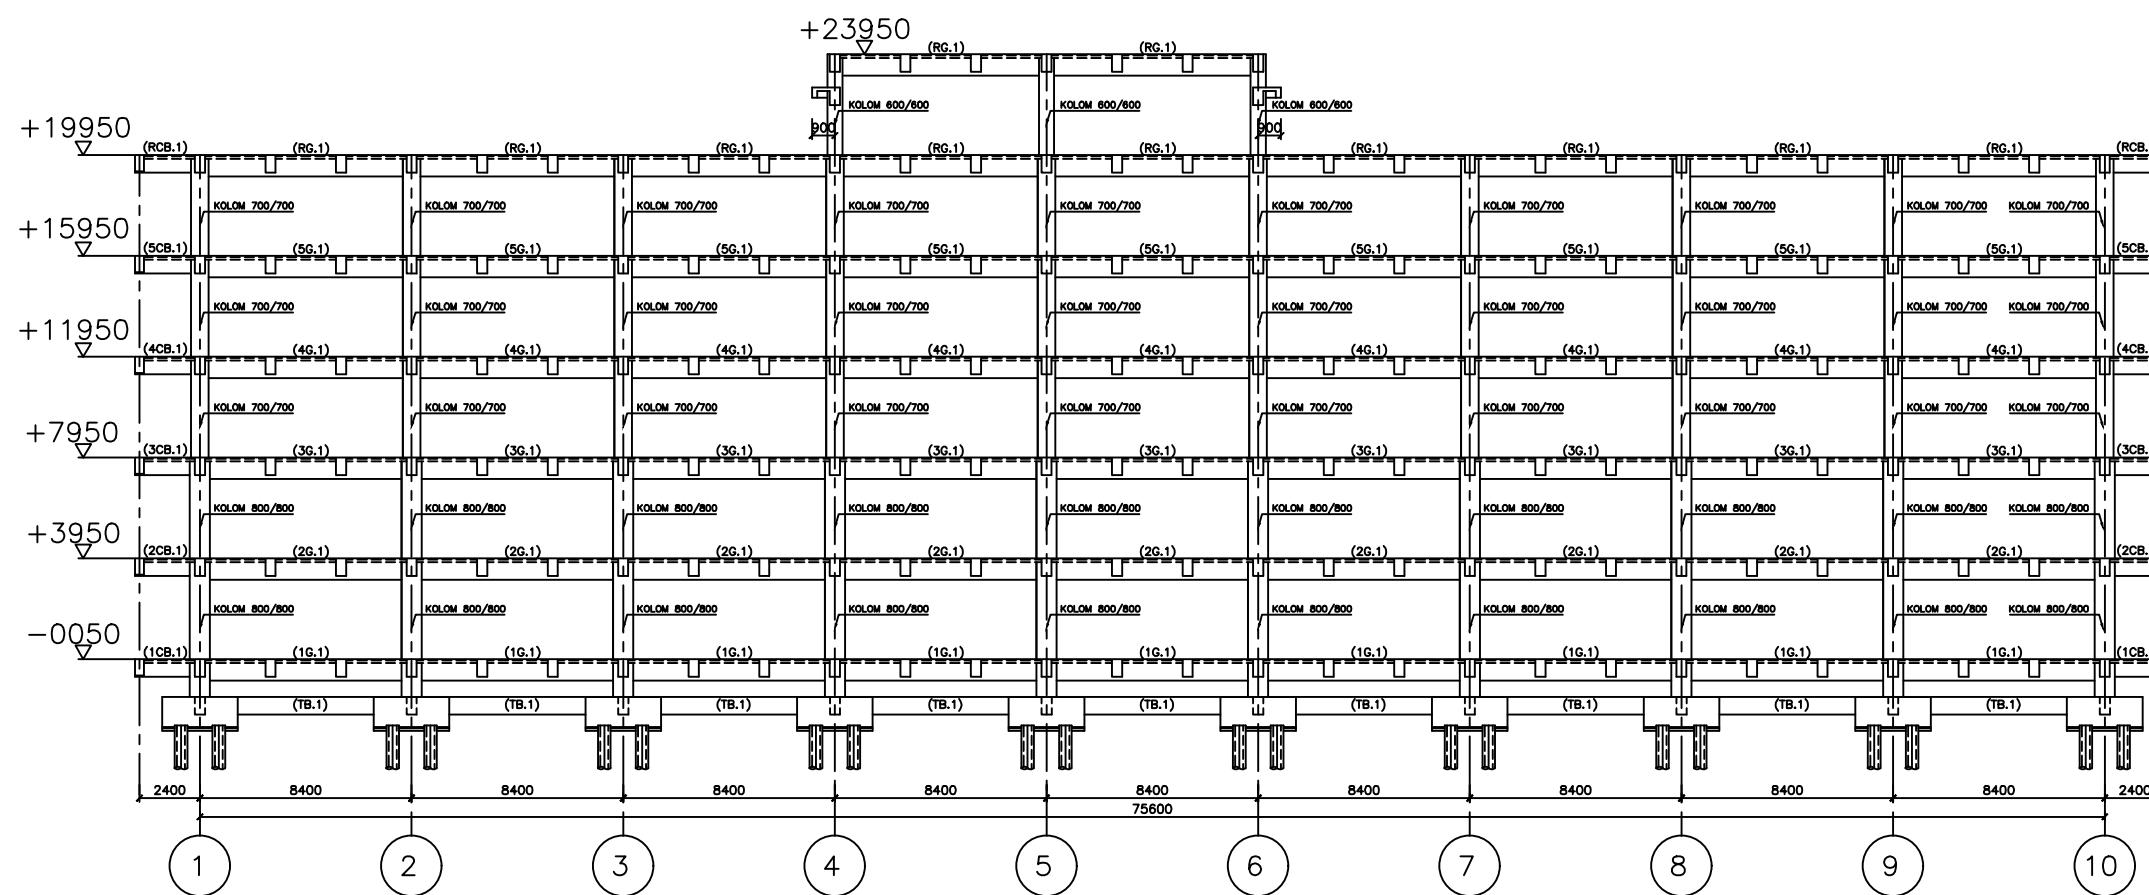 +23950
(RG.1) (RG.1)
KOLOM 600/600 KOLOM 600/600 KOLOM 600/600
900 900
+19950
(RCB.1) (RG.1) (RG.1) (RG.1) (RG.1) (RG.1) (RG.1) (RG.1) (RG.1) (RG.1) (RCB.
KOLOM 700/700 KOLOM 700/700 KOLOM 700/700 KOLOM 700/700 KOLOM 700/700 KOLOM 700/700 KOLOM 700/700 KOLOM 700/700 KOLOM 700/700 KOLOM 700/700
+15950
(5CB.1) (5G.1) (5G.1) (5G.1) (5G.1) (5G.1) (5G.1) (5G.1) (5G.1) (5G.1) (5CB.
KOLOM 700/700 KOLOM 700/700 KOLOM 700/700 KOLOM 700/700 KOLOM 700/700 KOLOM 700/700 KOLOM 700/700 KOLOM 700/700 KOLOM 700/700 KOLOM 700/700
+11950
(4CB.1) (4G.1) (4G.1) (4G.1) (4G.1) (4G.1) (4G.1) (4G.1) (4G.1) (4G.1) (4CB.
KOLOM 700/700 KOLOM 700/700 KOLOM 700/700 KOLOM 700/700 KOLOM 700/700 KOLOM 700/700 KOLOM 700/700 KOLOM 700/700 KOLOM 700/700 KOLOM 700/700
+7950
(3CB.1) (3G.1) (3G.1) (3G.1) (3G.1) (3G.1) (3G.1) (3G.1) (3G.1) (3G.1) (3CB.
KOLOM 800/800 KOLOM 800/800 KOLOM 800/800 KOLOM 800/800 KOLOM 800/800 KOLOM 800/800 KOLOM 800/800 KOLOM 800/800 KOLOM 800/800 KOLOM 800/800
+3950
(2CB.1) (2G.1) (2G.1) (2G.1) (2G.1) (2G.1) (2G.1) (2G.1) (2G.1) (2G.1) (2CB.
KOLOM 800/800 KOLOM 800/800 KOLOM 800/800 KOLOM 800/800 KOLOM 800/800 KOLOM 800/800 KOLOM 800/800 KOLOM 800/800 KOLOM 800/800 KOLOM 800/800
-0050
(1CB.1) (1G.1) (1G.1) (1G.1) (1G.1) (1G.1) (1G.1) (1G.1) (1G.1) (1G.1) (1CB.
(TB.1) (TB.1) (TB.1) (TB.1) (TB.1) (TB.1) (TB.1) (TB.1) (TB.1)
2400 8400 8400 8400 8400 8400 8400 8400 8400 8400 2400
75600
1 2 3 4 5 6 7 8 9 10